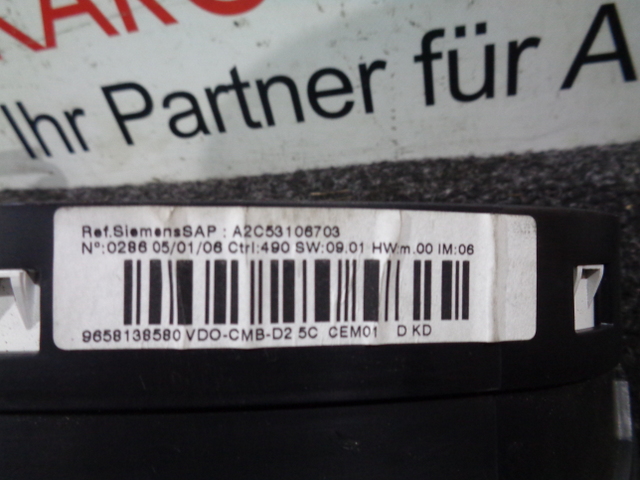 Ihr Partner für A
Ref.SiemensSAP : A2C53106703
N°:0286 05/01/06 Ctrl:490 SW:09.01 HWm.00 IM:06
9658138580 VDO-CMB-D2 5C CEM01 D KD